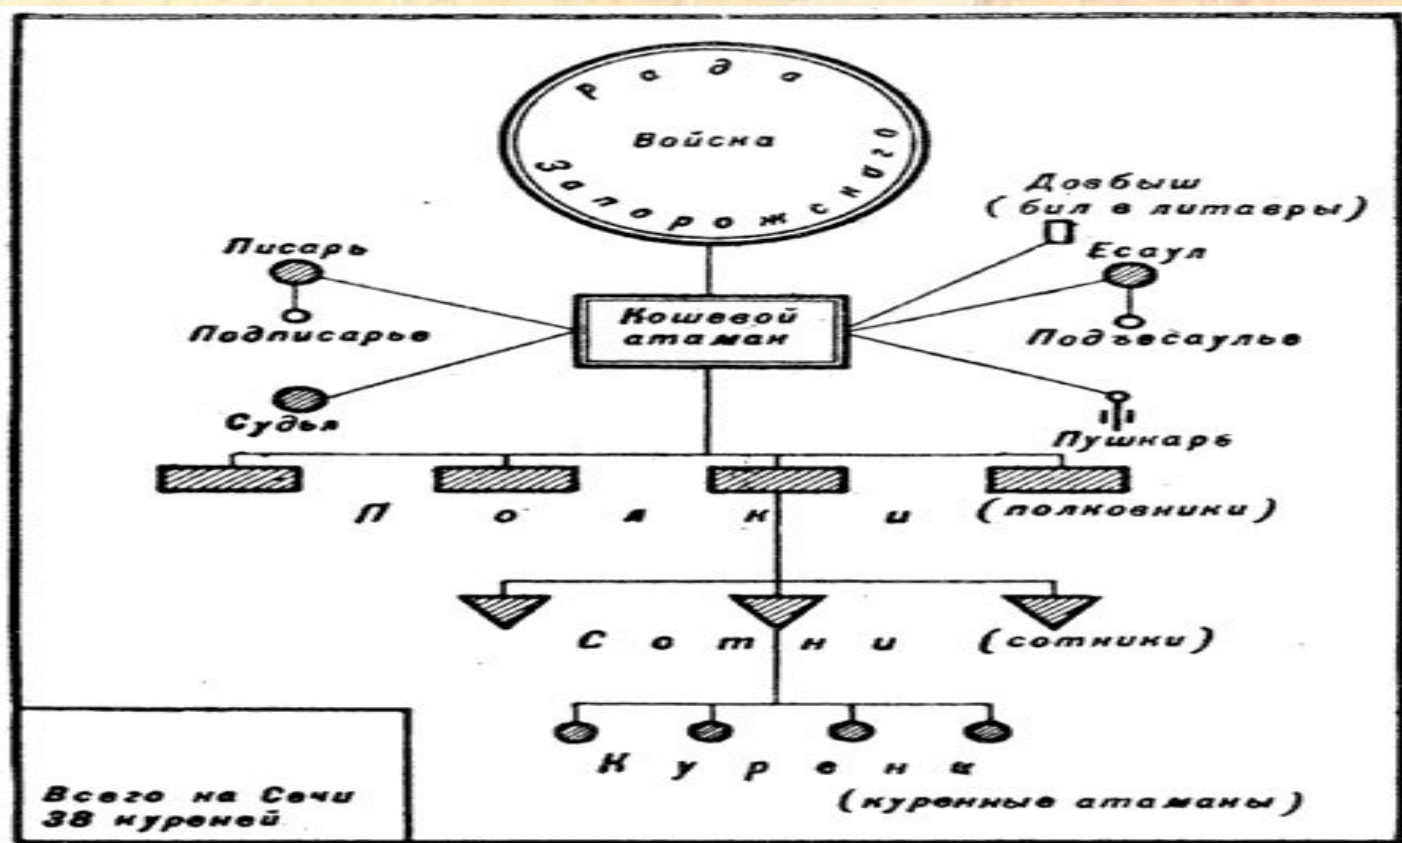 Рада
Войска
Запорожского
Довбыш
(бил в литавры)
Писарь
Есаул
Подписарье
Кошевой
атаман
Подъесаулье
Судья
Пушкарь
Полки (полковники)
Сотни (сотники)
Курени
(куренные атаманы)
Всего на Сечи
38 куреней